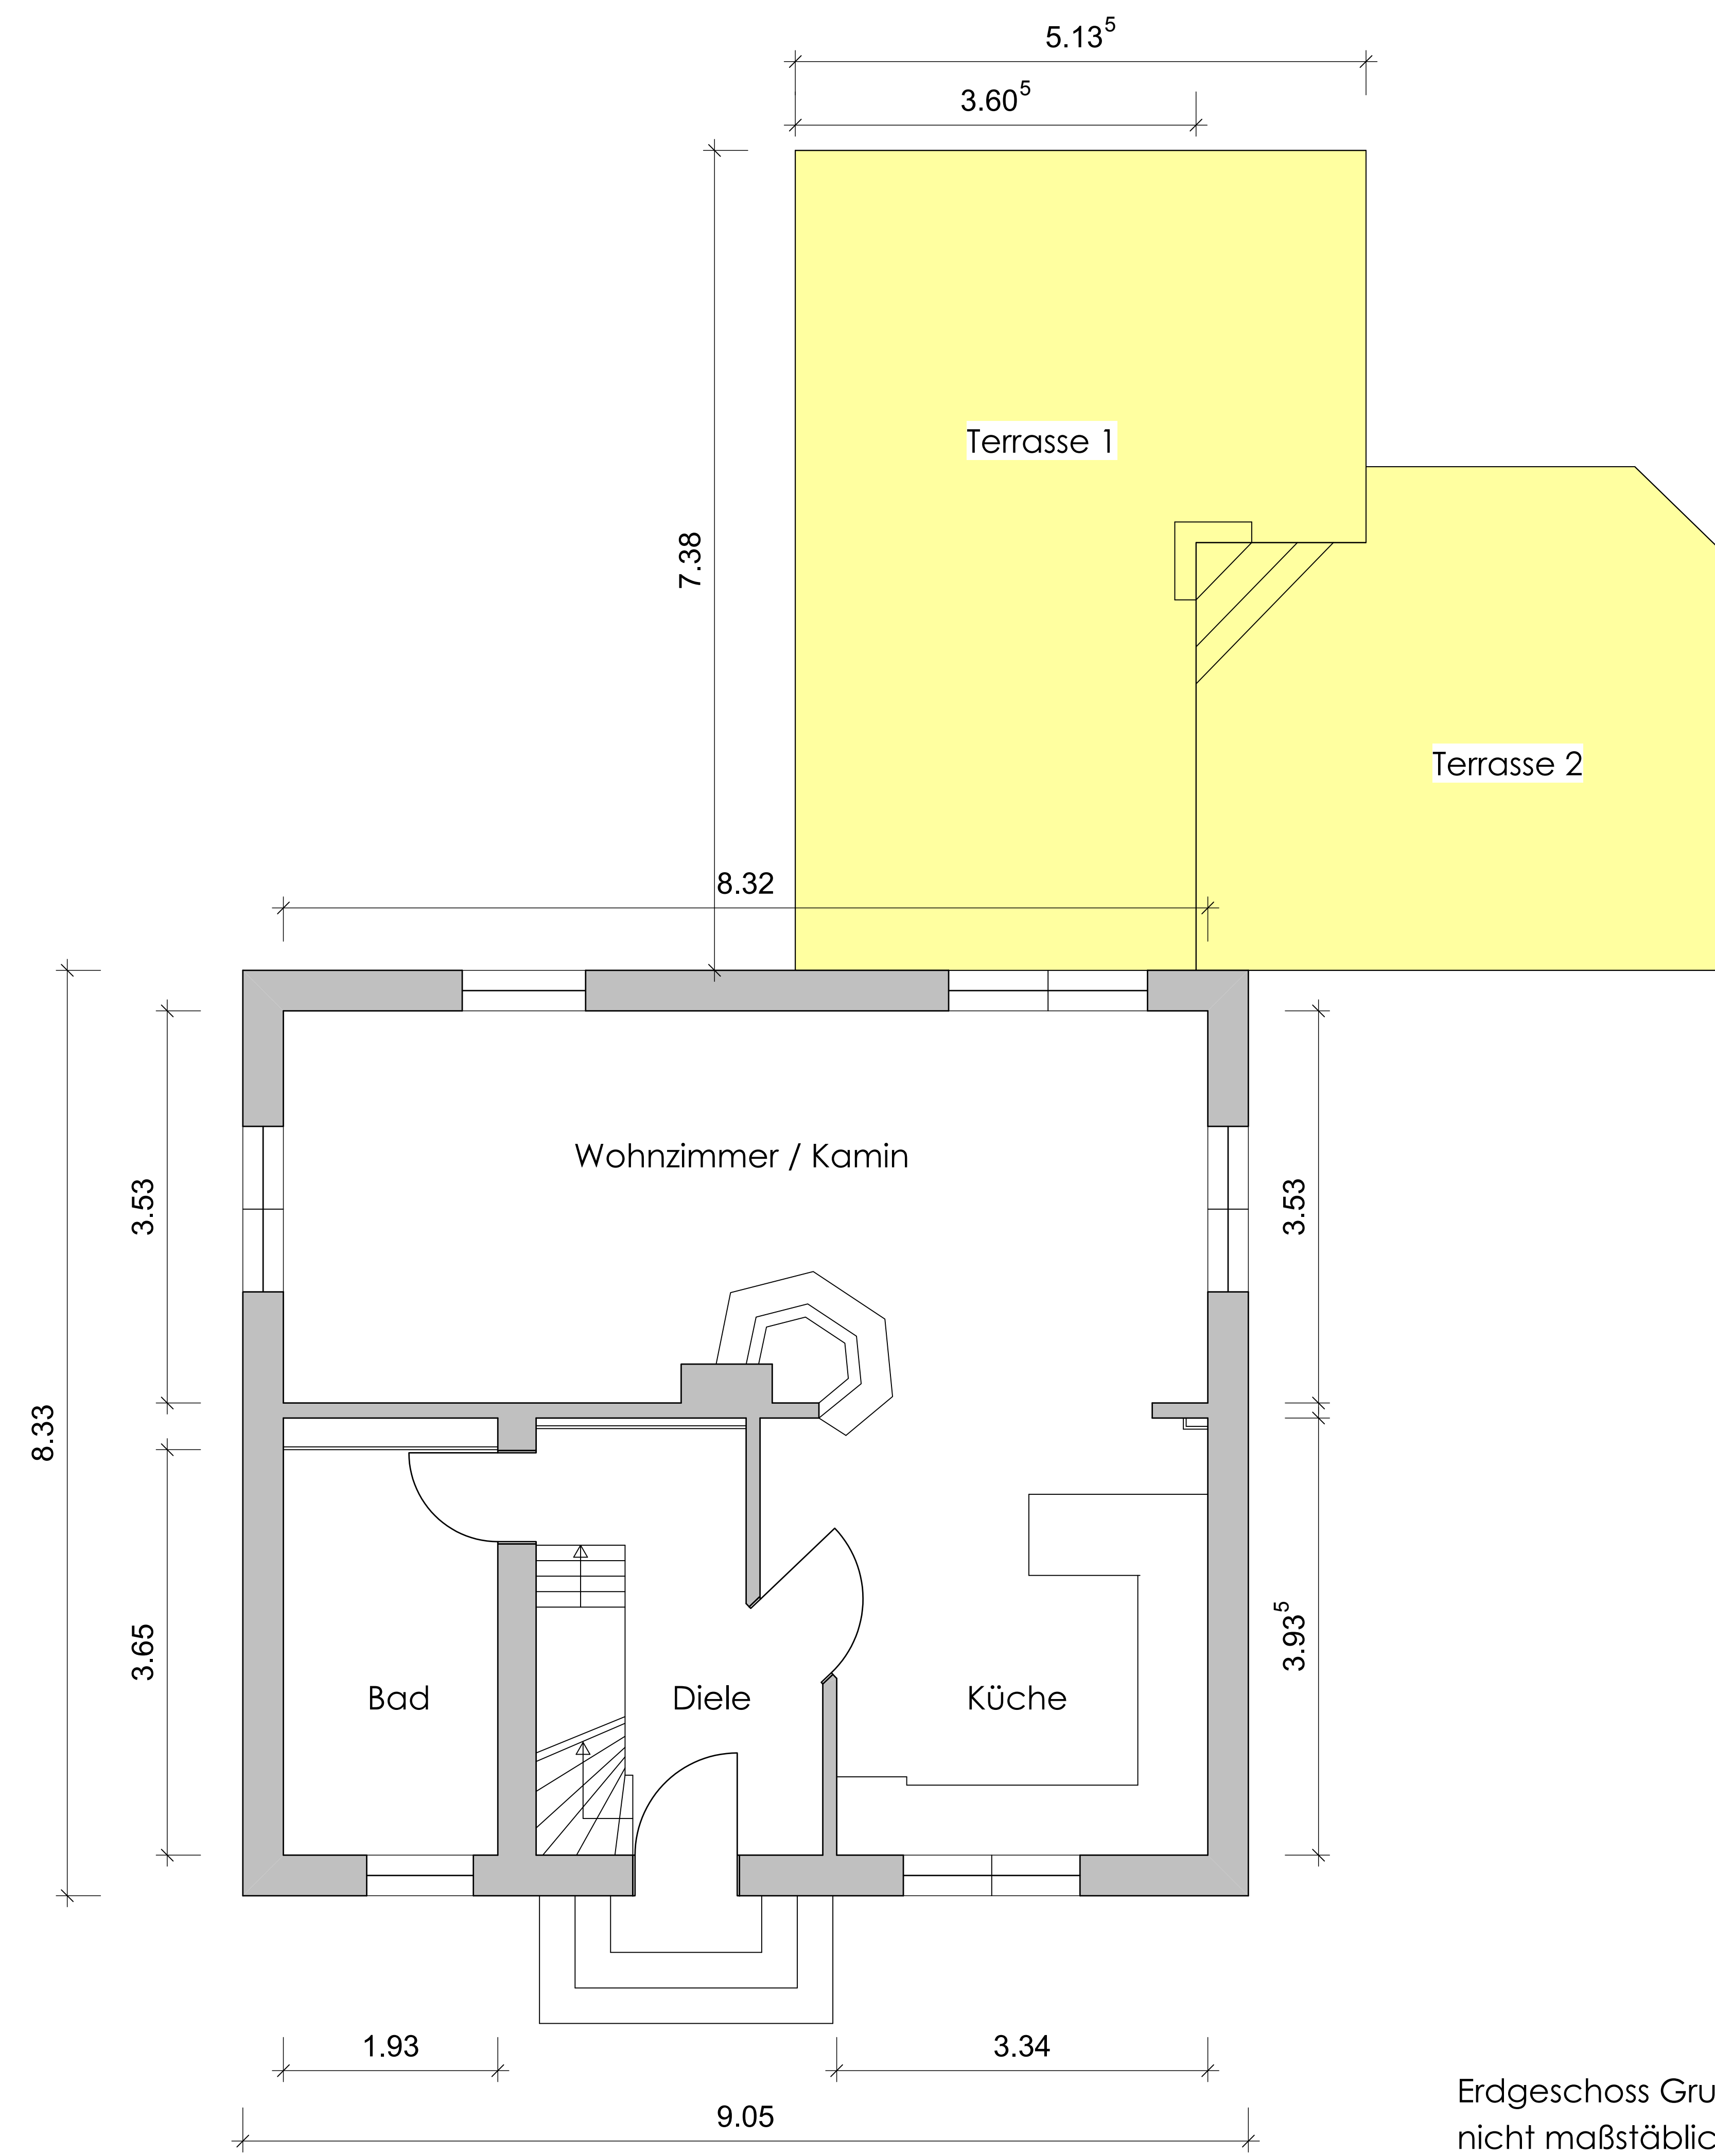 5.13⁵
3.60⁵
Terrasse 1
7.38
Terrasse 2
8.32
Wohnzimmer / Kamin
3.53
3.53
8.33
3.65
3.93⁵
Bad
Diele
Küche
1.93
3.34
9.05
Erdgeschoss
nicht